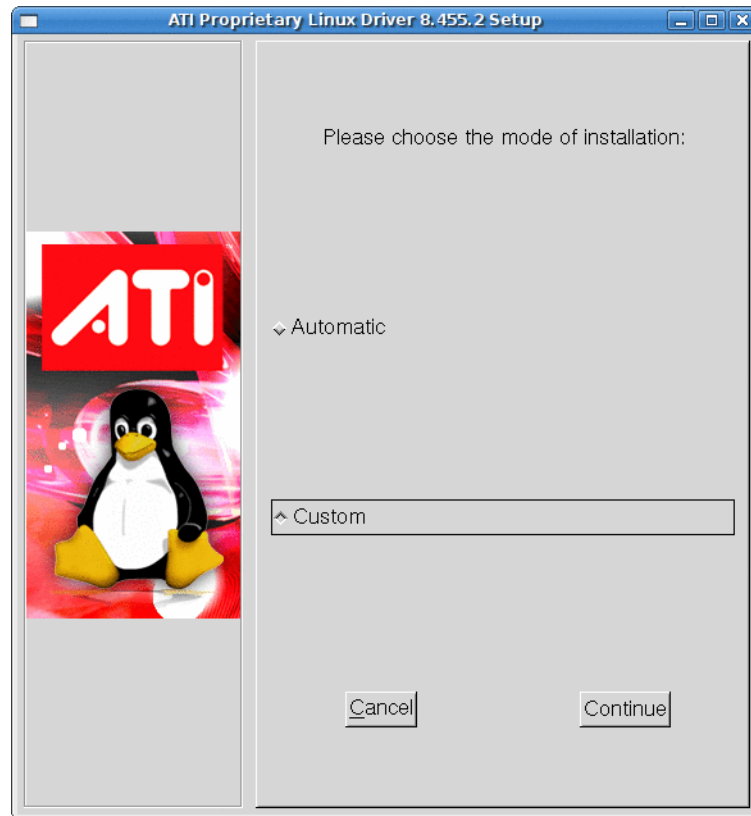 ATI Proprietary Linux Driver 8.455.2 Setup
Please choose the mode of installation:
ATI
Automatic
Custom
Cancel
Continue